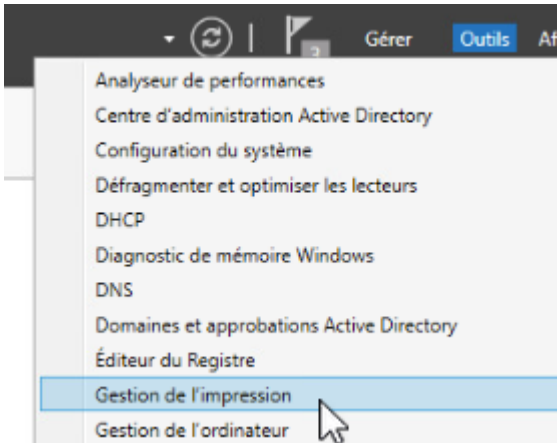 3 Gérer Outils Af
Analyseur de performances
Centre d'administration Active Directory
Configuration du système
Défragmenter et optimiser les lecteurs
DHCP
Diagnostic de mémoire Windows
DNS
Domaines et approbations Active Directory
Éditeur du Registre
Gestion de l'impression
Gestion de l'ordinateur